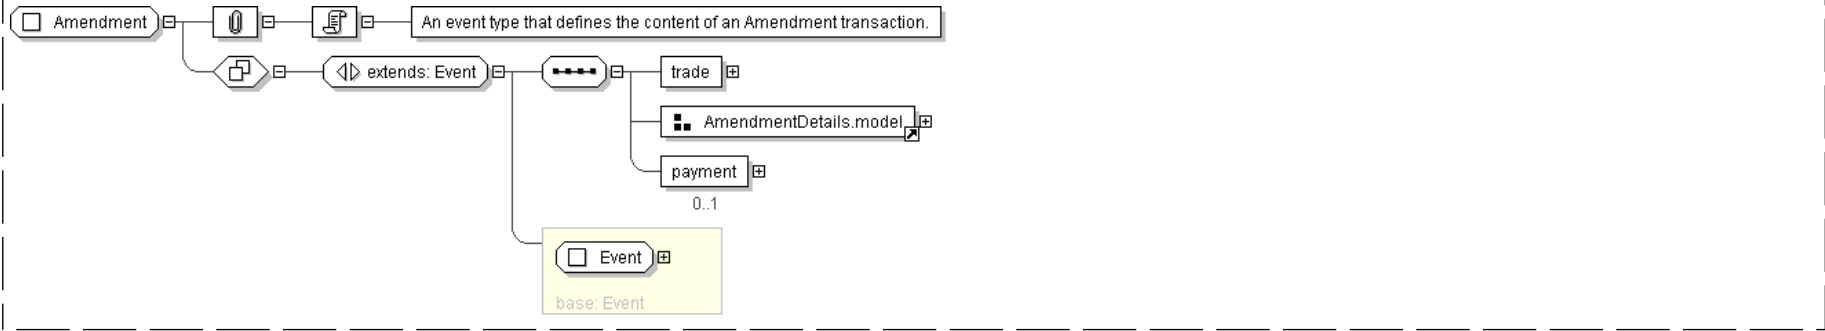 Amendment
An event type that defines the content of an Amendment transaction.
extends: Event
trade
AmendmentDetails.model
payment
0..1
Event
base: Event